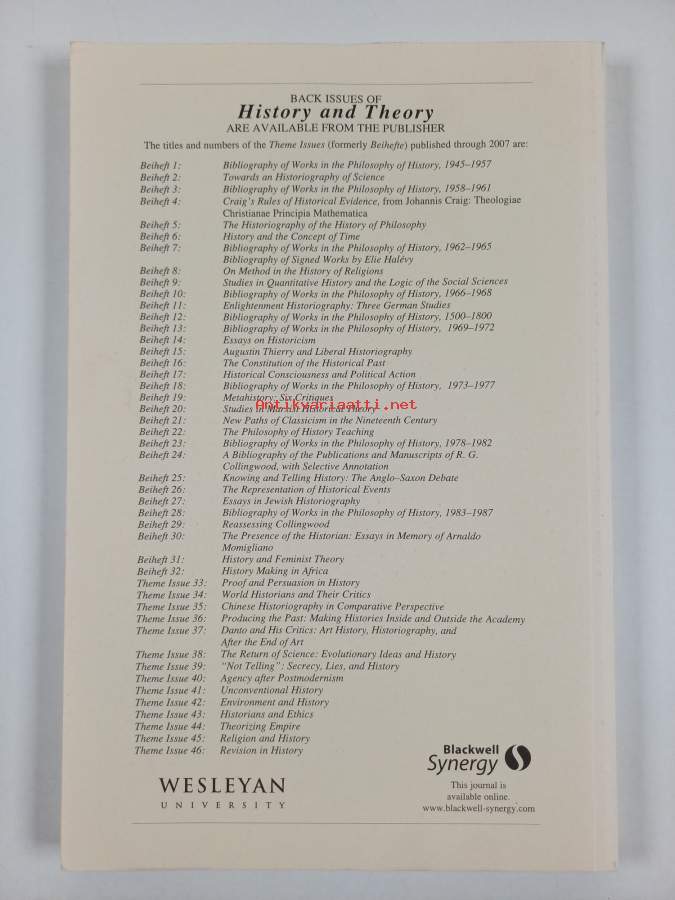 BACK ISSUES OF
History and Theory
ARE AVAILABLE FROM THE PUBLISHER
The titles and numbers of the Theme Issues (formerly Beihefte) published through 2007 are:
Beiheft 1: Bibliography of Works in the Philosophy of History, 1945–1957
Beiheft 2: Towards an Historiography of Science
Beiheft 3: Bibliography of Works in the Philosophy of History, 1958–1961
Beiheft 4: Craig's Rules of Historical Evidence, from Johannis Craig: Theologiae
Christianae Principia Mathematica
Beiheft 5: The Historiography of the History of Philosophy
Beiheft 6: History and the Concept of Time
Beiheft 7: Bibliography of Works in the Philosophy of History, 1962–1965
Bibliography of Signed Works by Elie Halévy
Beiheft 8: On Method in the History of Religions
Beiheft 9: Studies in Quantitative History and the Logic of the Social Sciences
Beiheft 10: Bibliography of Works in the Philosophy of History, 1966–1968
Beiheft 11: Enlightenment Historiography: Three German Studies
Beiheft 12: Bibliography of Works in the Philosophy of History, 1500–1800
Beiheft 13: Bibliography of Works in the Philosophy of History, 1969–1972
Beiheft 14: Essays on Historicism
Beiheft 15: Augustin Thierry and Liberal Historiography
Beiheft 16: The Constitution of the Historical Past
Beiheft 17: Historical Consciousness and Political Action
Beiheft 18: Bibliography of Works in the Philosophy of History, 1973–1977
Beiheft 19: Metahistory: Six Critiques
Antikvariaatti.net
Beiheft 20: Studies in Marxist Historical Theory
Beiheft 21: New Paths of Classicism in the Nineteenth Century
Beiheft 22: The Philosophy of History Teaching
Beiheft 23: Bibliography of Works in the Philosophy of History, 1978–1982
Beiheft 24: A Bibliography of the Publications and Manuscripts of R. G.
Collingwood, with Selective Annotation
Beiheft 25: Knowing and Telling History: The Anglo–Saxon Debate
Beiheft 26: The Representation of Historical Events
Beiheft 27: Essays in Jewish Historiography
Beiheft 28: Bibliography of Works in the Philosophy of History, 1983–1987
Beiheft 29: Reassessing Collingwood
Beiheft 30: The Presence of the Historian: Essays in Memory of Arnaldo
Momigliano
Beiheft 31: History and Feminist Theory
Beiheft 32: History Making in Africa
Theme Issue 33: Proof and Persuasion in History
Theme Issue 34: World Historians and Their Critics
Theme Issue 35: Chinese Historiography in Comparative Perspective
Theme Issue 36: Producing the Past: Making Histories Inside and Outside the Academy
Theme Issue 37: Danto and His Critics: Art History, Historiography, and
After the End of Art
Theme Issue 38: The Return of Science: Evolutionary Ideas and History
Theme Issue 39: "Not Telling": Secrecy, Lies, and History
Theme Issue 40: Agency after Postmodernism
Theme Issue 41: Unconventional History
Theme Issue 42: Environment and History
Theme Issue 43: Historians and Ethics
Theme Issue 44: Theorizing Empire
Theme Issue 45: Religion and History
Theme Issue 46: Revision in History
WESLEYAN
UNIVERSITY
Blackwell
Synergy
This journal is
available online.
www.blackwell-synergy.com